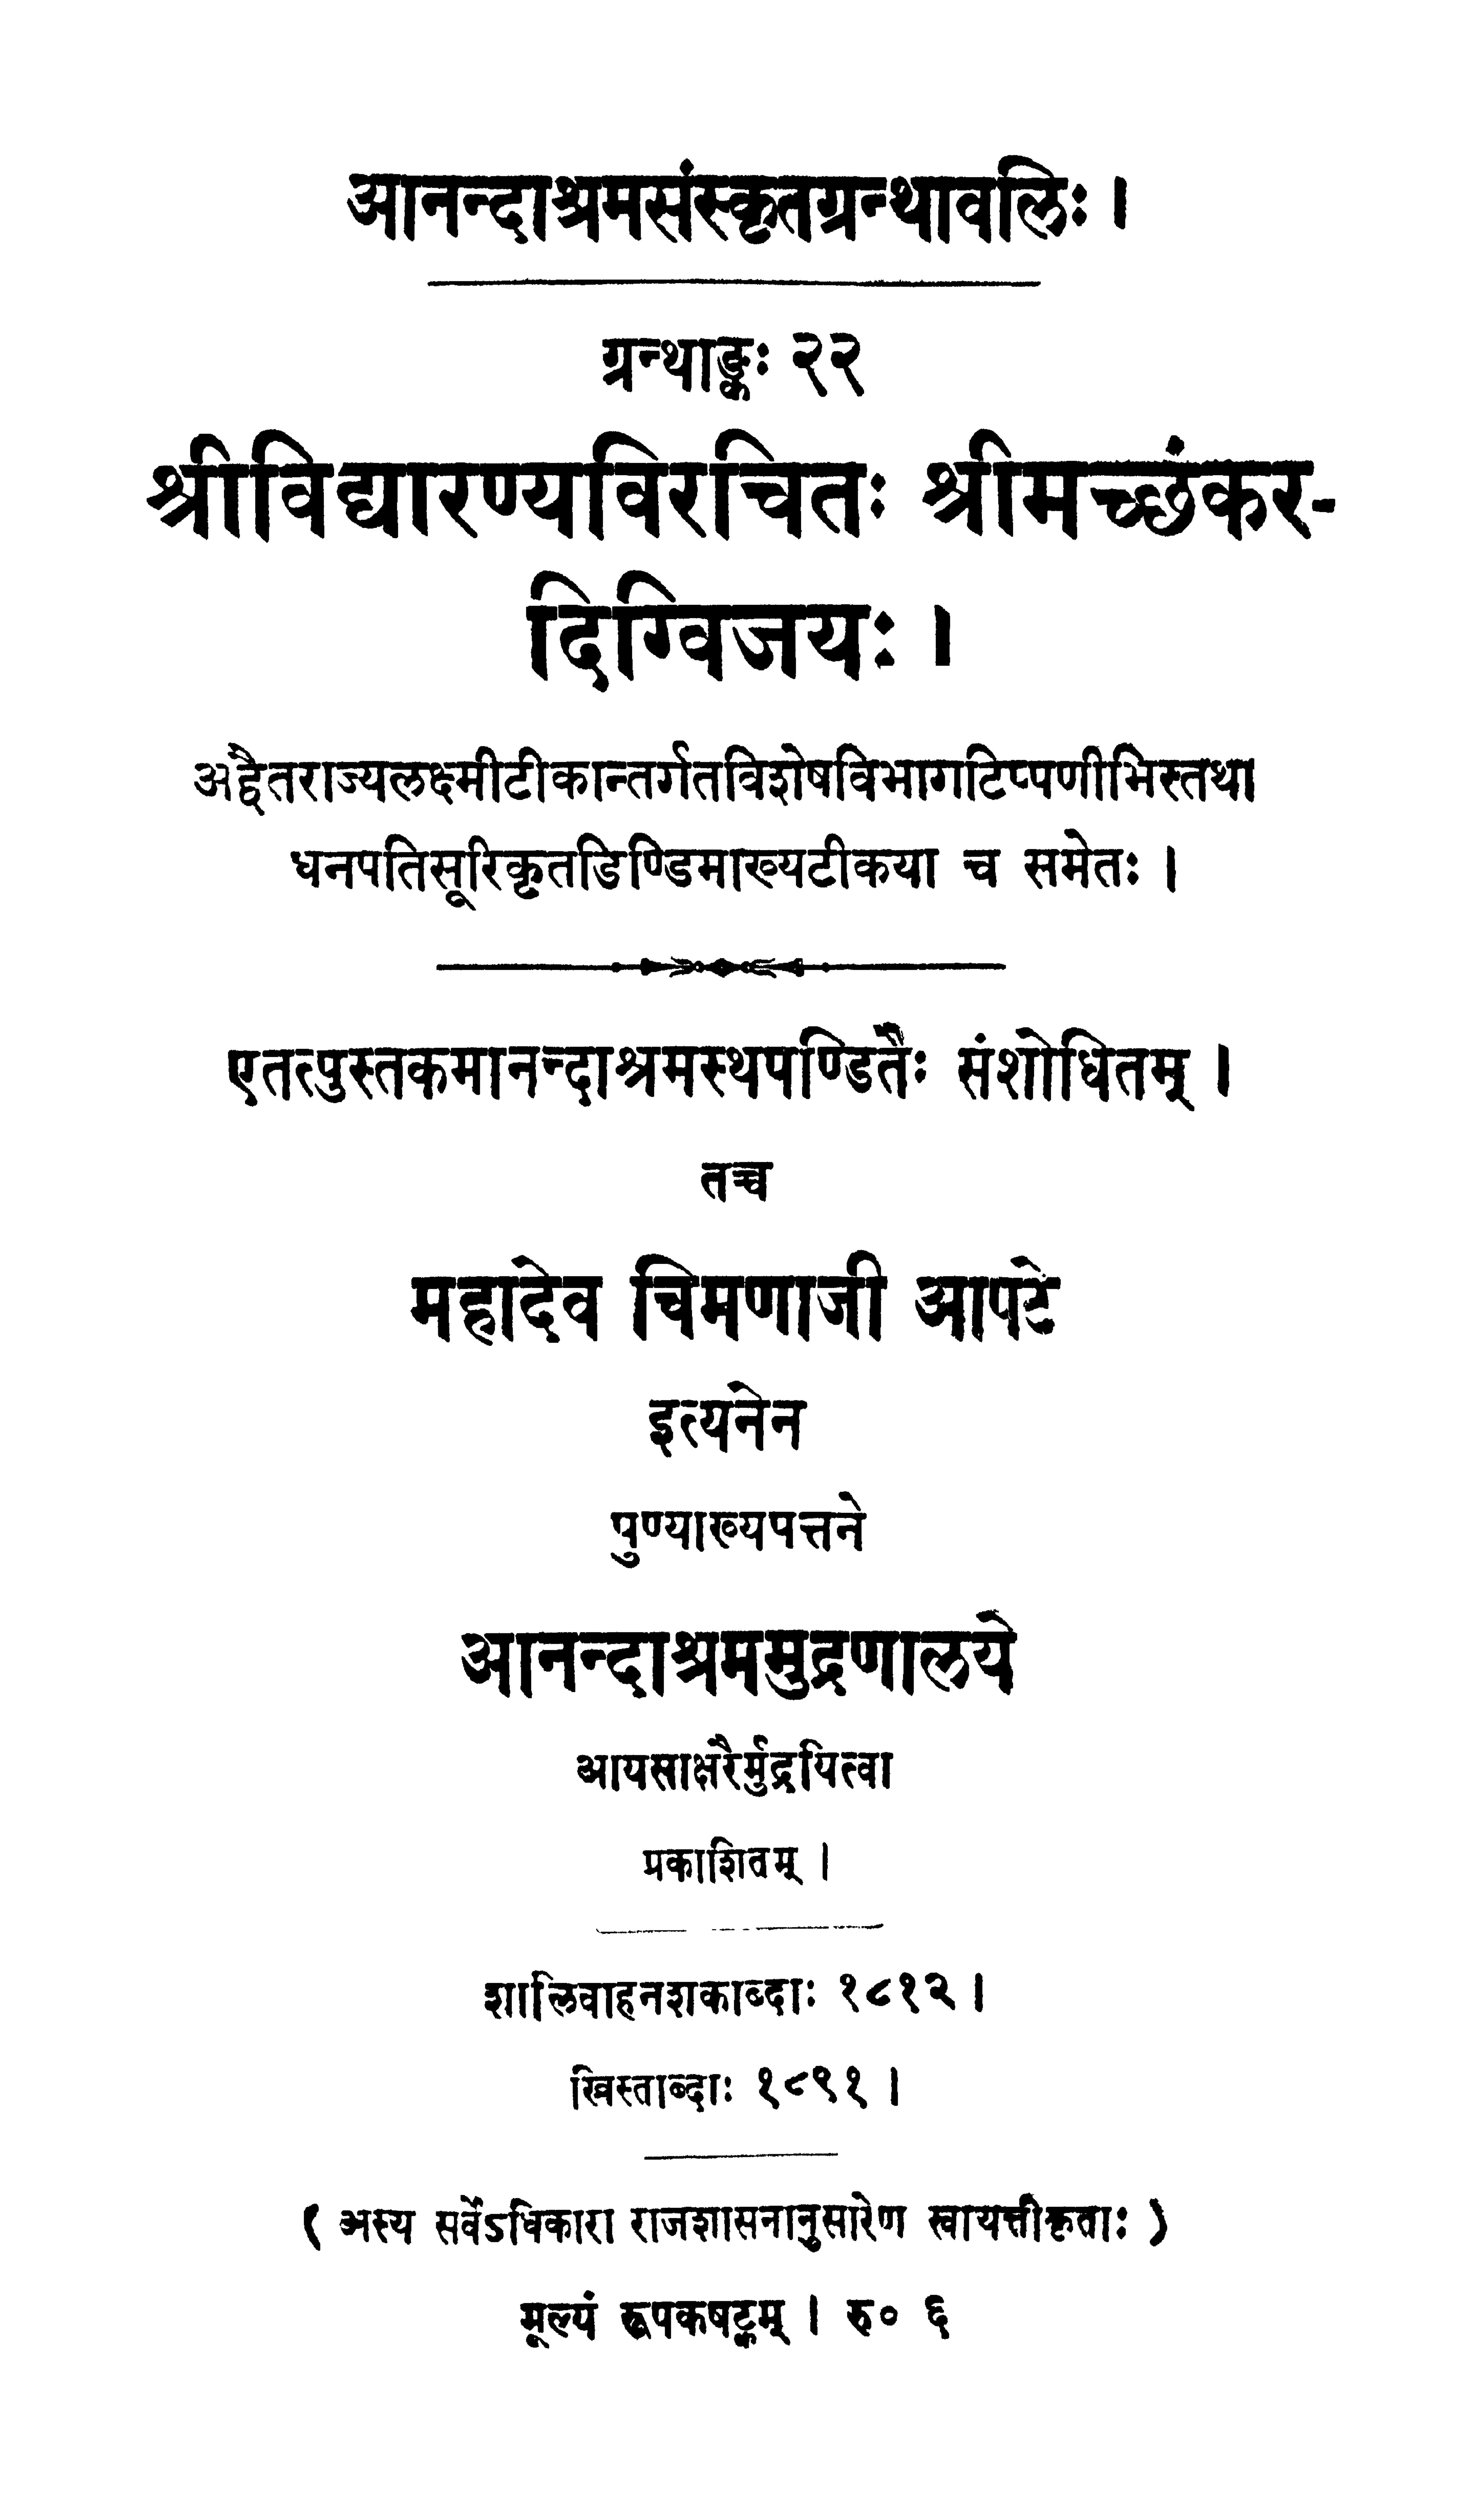 आनन्दाश्रमसंस्कृतग्रन्थावलिः ।
ग्रन्थाङ्कः २२
श्रीविद्यारण्यविरचितः श्रीमच्छंकर-
दिग्विजयः ।
अद्वैतराज्यलक्ष्मीटीकान्तर्गतविशेषविभागटिप्पणीभिस्तथा
धनपतिसूरिकृतडिण्डिमाख्यटीकया च समेतः ।
एतत्पुस्तकमानन्दाश्रमस्थपण्डितैः संशोधितम् ।
तच्च
महादेव चिमणाजी आपटे
इत्यनेन
पुण्याख्यपत्तने
आनन्दाश्रममुद्रणालये
आयसाक्षरैर्मुद्रयित्वा
प्रकाशितम् ।
शालिवाहनशकाब्दाः १८१२ ।
ख्रिस्ताब्दाः १८९१ ।
( अस्य सर्वेऽधिकारा राजशासनानुसारेण स्वायत्तीकृताः )
मूल्यं रूपकषट्कम् । रु० ६